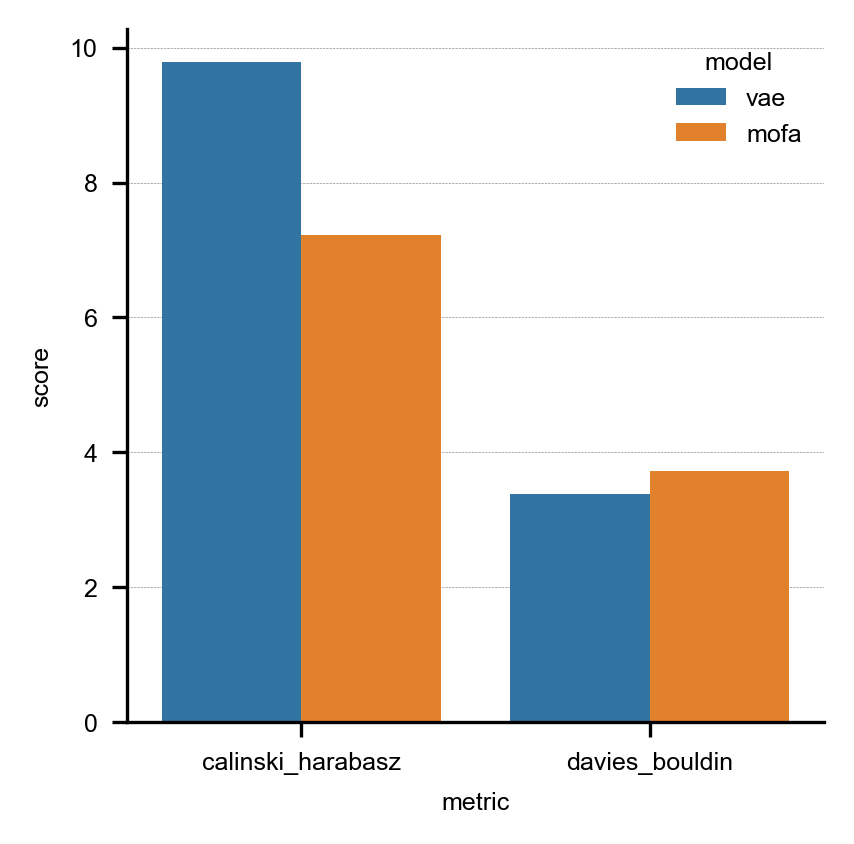 10
8
6
4
2
0
score
model
vae
mofa
calinski_harabasz
davies_bouldin
metric